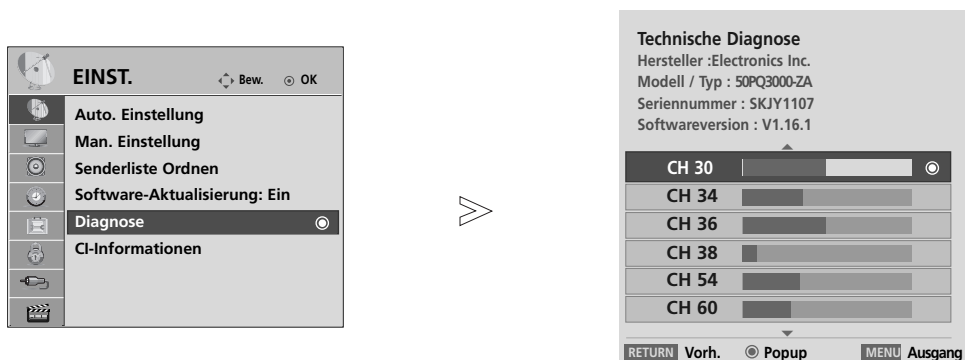 EINST.
Bew.
OK
Auto. Einstellung
Man. Einstellung
Senderliste Ordnen
Software-Aktualisierung: Ein
Diagnose
CI-Informationen
Technische Diagnose
Hersteller :Electronics Inc.
Modell / Typ : 50PQ3000-ZA
Seriennummer : SKJY1107
Softwareversion : V1.16.1
CH 30
CH 34
CH 36
CH 38
CH 54
CH 60
RETURN Vorh. Popup MENU Ausgang